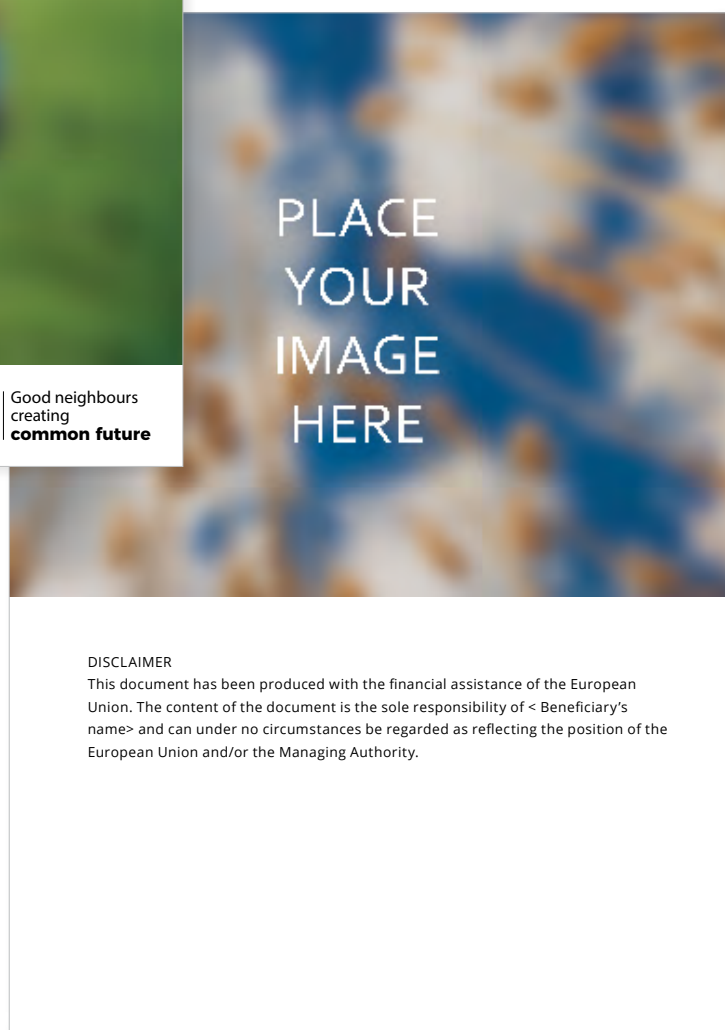 Good neighbours
creating
common future
PLACE
YOUR
IMAGE
HERE
DISCLAIMER
This document has been produced with the financial assistance of the European
Union. The content of the document is the sole responsibility of < Beneficiary’s
name> and can under no circumstances be regarded as reflecting the position of the
European Union and/or the Managing Authority.